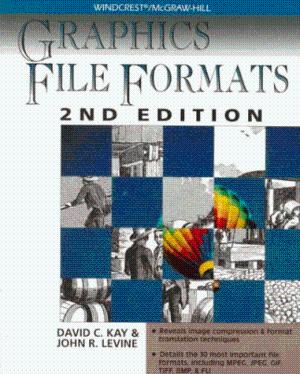 WINDCREST®/McGRAW-HILL
GRAPHICS
FILE FORMATS
2ND EDITION
DAVID C. KAY &
JOHN R. LEVINE
• Reveals image compression & format
translation techniques
• Details the 30 most important file
formats, including MPEG, JPEG, GIF,
TIFF, BMP, & FLI